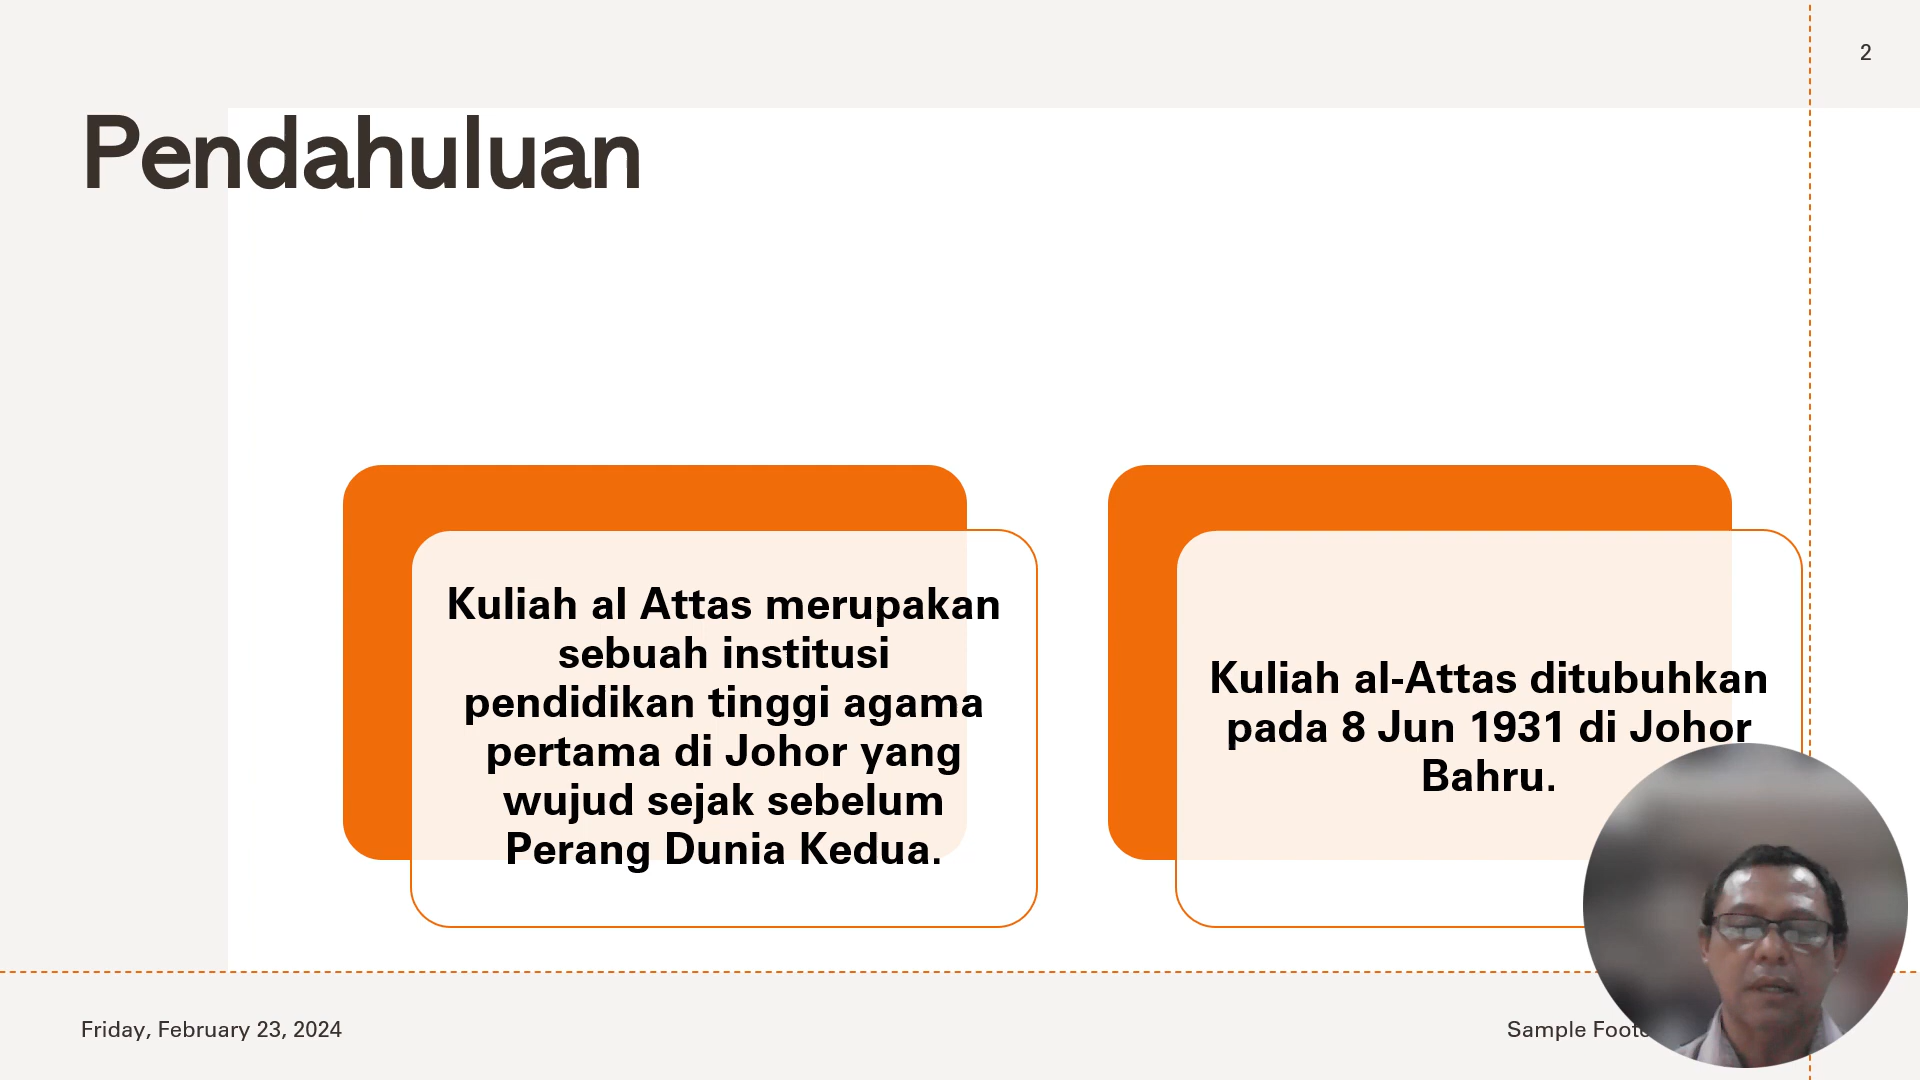 2
Pendahuluan
Kuliah al Attas merupakan
sebuah institusi
pendidikan tinggi agama
pertama di Johor yang
wujud sejak sebelum
Perang Dunia Kedua.
Kuliah al-Attas ditubuhkan
pada 8 Jun 1931 di Johor
Bahru.
Friday, February 23, 2024
Sample